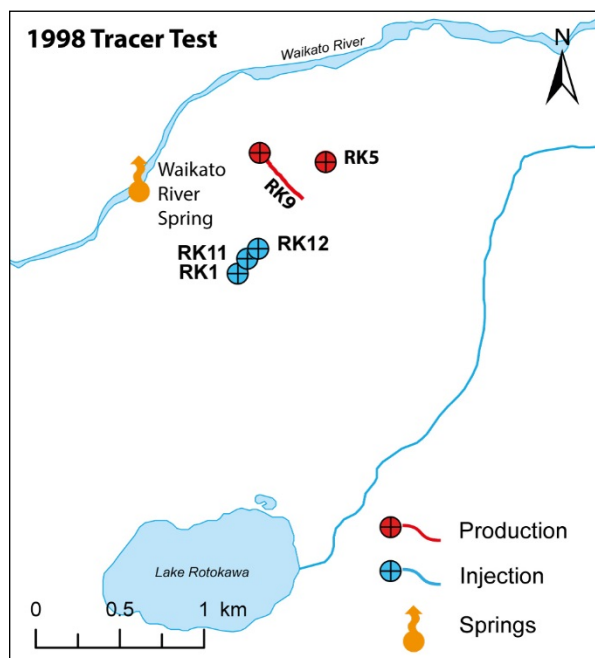 1998 Tracer Test
Waikato River
N
RK5
Waikato
River
Spring
RK9
RK12
RK11
RK1
Production
Injection
Springs
Lake Rotokawa
0 0.5 1 km